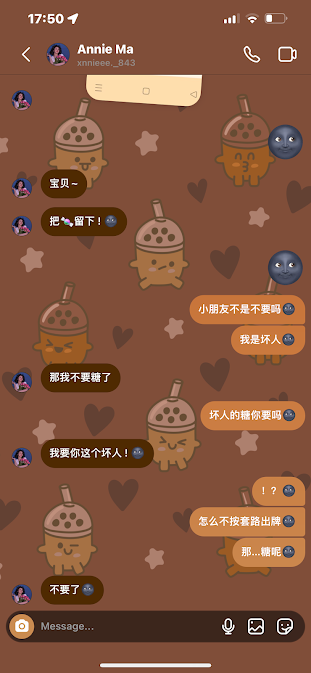 17:50
Annie Ma
xnnieee._843
宝贝~
把🍬留下！🌚
小朋友不是不要吗🌚
我是坏人🌚
那我不要糖了
坏人的糖你要吗🌚
我要你这个坏人！🌚
！？🌚
怎么不按套路出牌🌚
那...糖呢🌚
不要了🌚
Message...